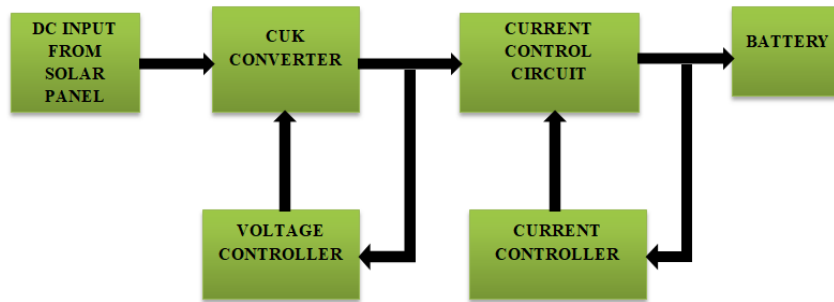 DC INPUT
FROM
SOLAR
PANEL
CUK
CONVERTER
CURRENT
CONTROL
CIRCUIT
BATTERY
VOLTAGE
CONTROLLER
CURRENT
CONTROLLER